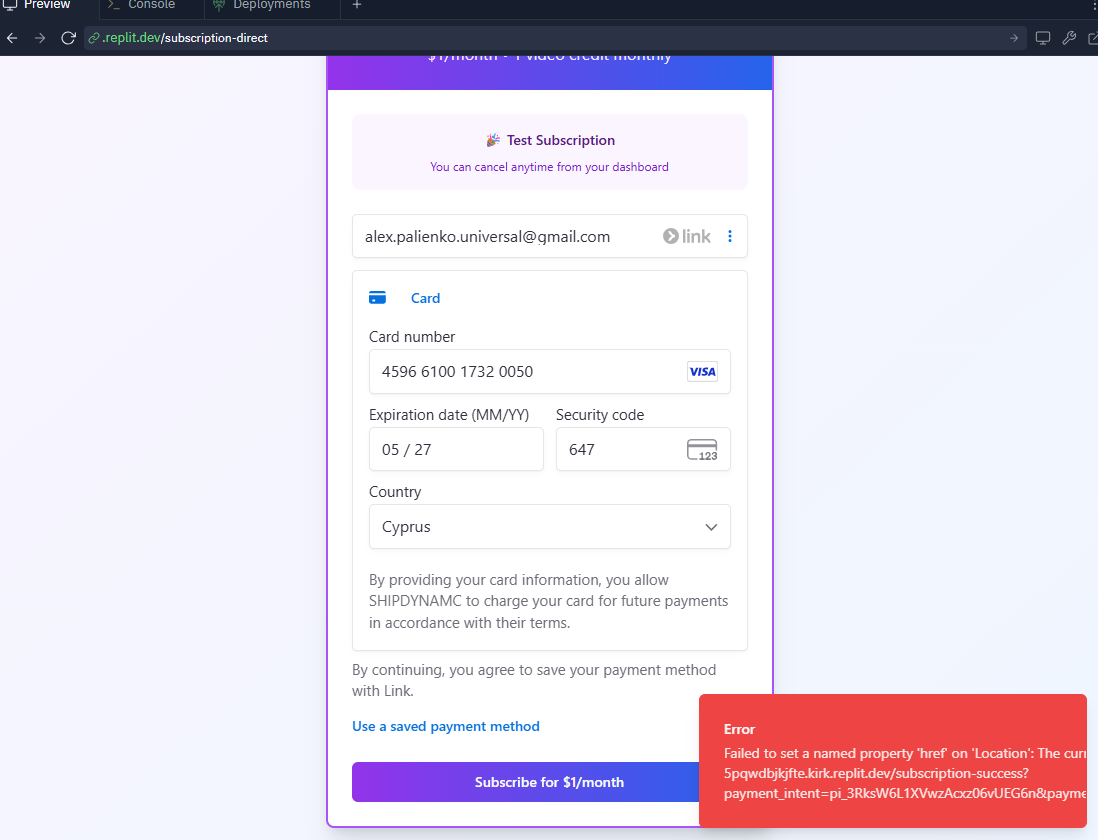 Preview
Console
Deployments
.replit.dev/subscription-direct
$1/month • 1 video credit monthly
🎉 Test Subscription
You can cancel anytime from your dashboard
alex.palienko.universal@gmail.com
link
Card
Card number
4596 6100 1732 0050
VISA
Expiration date (MM/YY)
Security code
05 / 27
647
123
Country
Cyprus
By providing your card information, you allow
SHIPDYNAMC to charge your card for future payments
in accordance with their terms.
By continuing, you agree to save your payment method
with Link.
Use a saved payment method
Subscribe for $1/month
Error
Failed to set a named property 'href' on 'Location': The curr
5pqwdbjkjfte.kirk.replit.dev/subscription-success?
payment_intent=pi_3RksW6L1XVwzAcxz06vUEG6n&payme